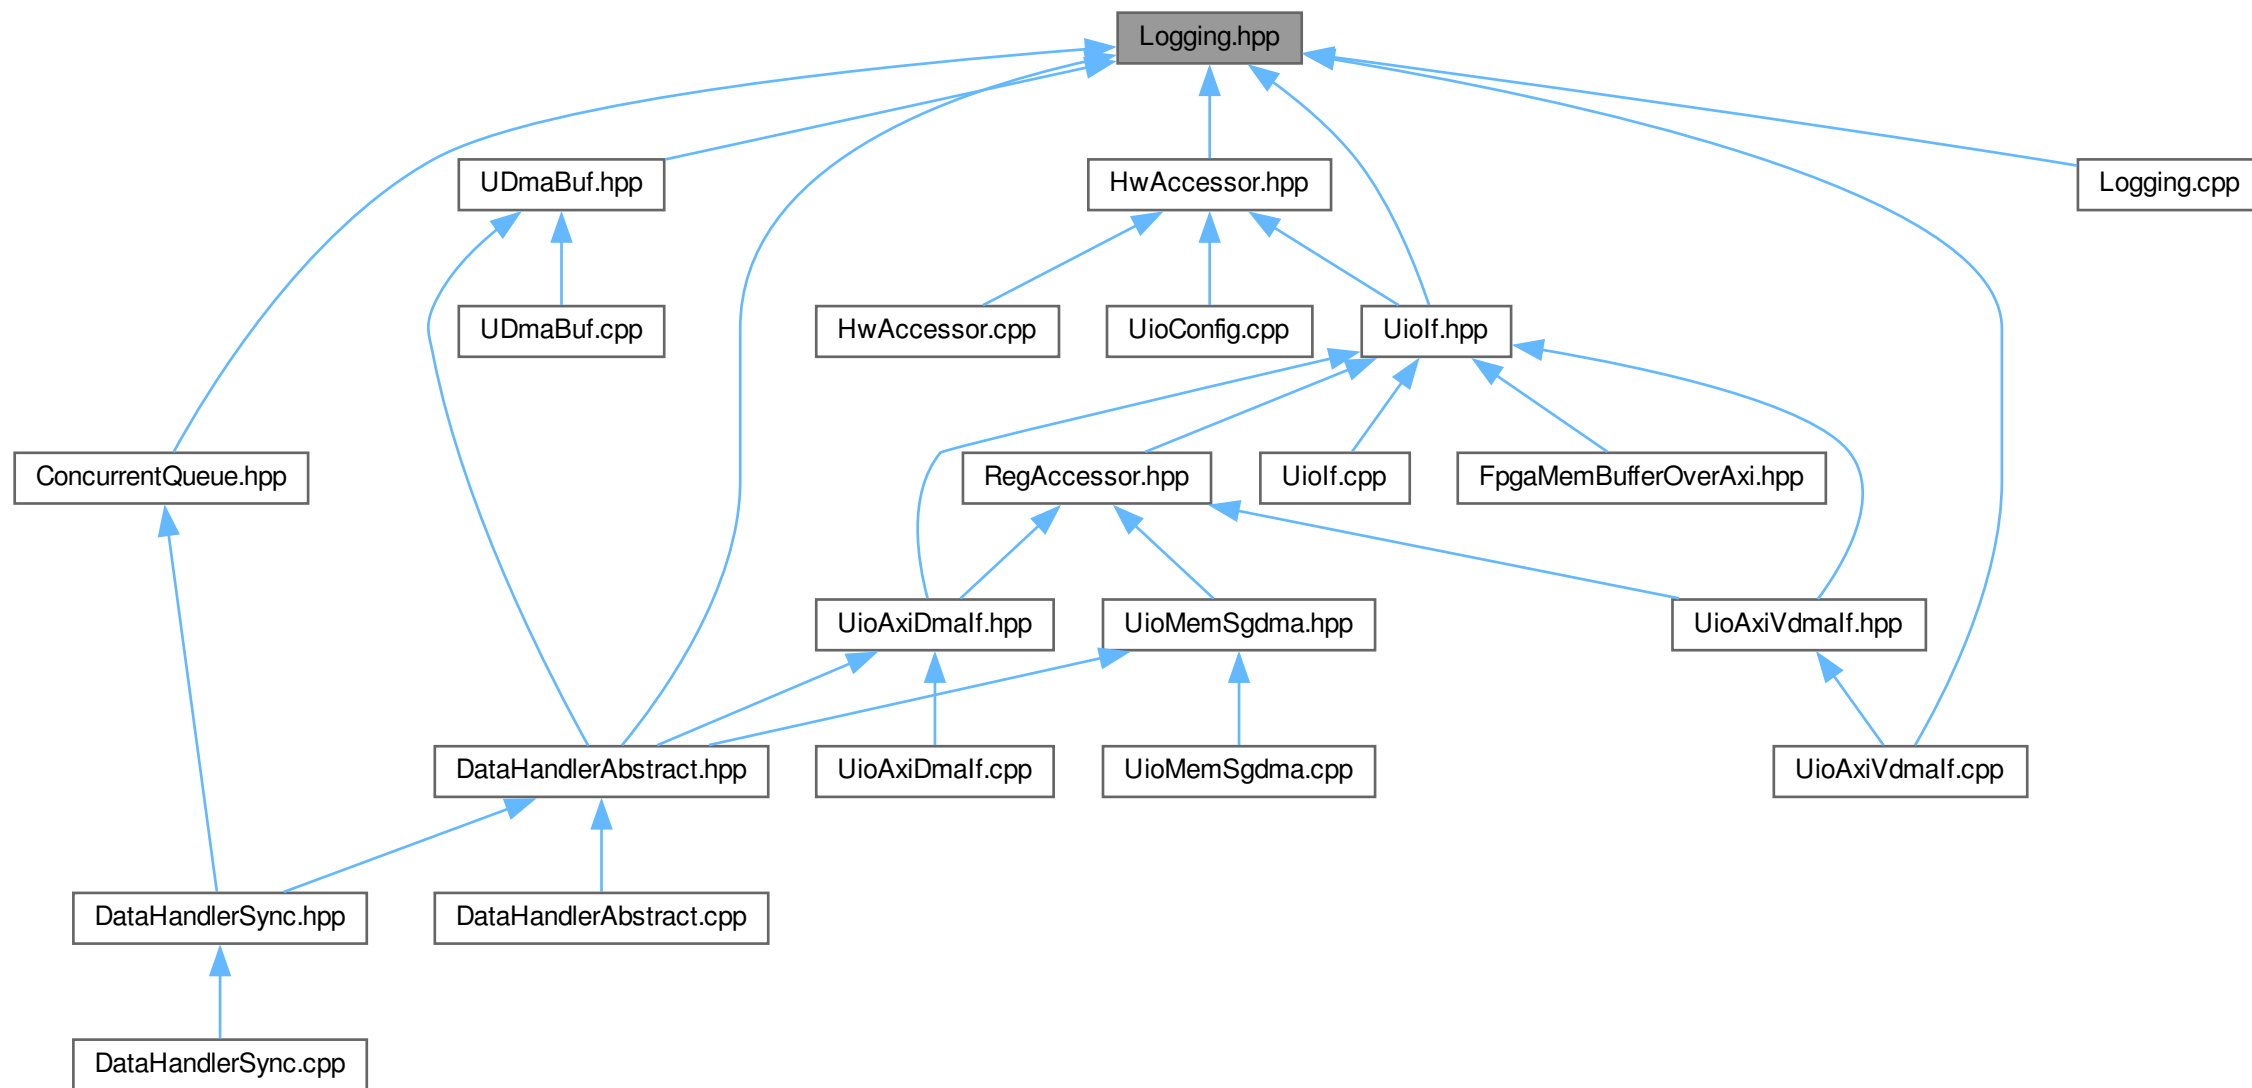 Logging.hpp
UDmaBuf.hpp
HwAccessor.hpp
Logging.cpp
UDmaBuf.cpp
HwAccessor.cpp
UioConfig.cpp
UioIf.hpp
ConcurrentQueue.hpp
RegAccessor.hpp
UioIf.cpp
FpgaMemBufferOverAxi.hpp
UioAxiDmaIf.hpp
UioMemSgdma.hpp
UioAxiVdmaIf.hpp
DataHandlerAbstract.hpp
UioAxiDmaIf.cpp
UioMemSgdma.cpp
UioAxiVdmaIf.cpp
DataHandlerSync.hpp
DataHandlerAbstract.cpp
DataHandlerSync.cpp